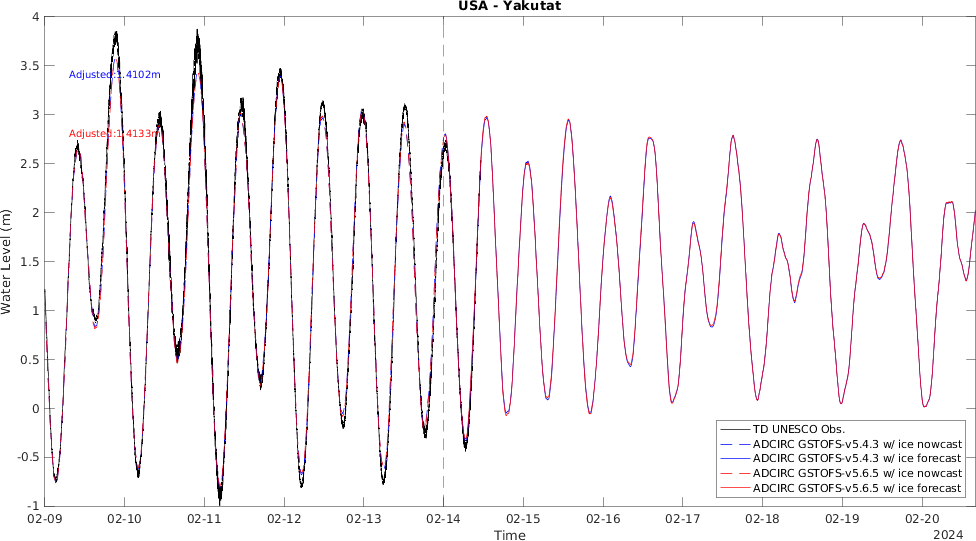 USA - Yakutat
4
3.5
3
2.5
2
1.5
1
0.5
0
-0.5
-1
Water Level (m)
Adjusted:1.4102m
Adjusted:1.4133m
TD UNESCO Obs.
ADCIRC GSTOFS-v5.4.3 w/ ice nowcast
ADCIRC GSTOFS-v5.4.3 w/ ice forecast
ADCIRC GSTOFS-v5.6.5 w/ ice nowcast
ADCIRC GSTOFS-v5.6.5 w/ ice forecast
02-09 02-10 02-11 02-12 02-13 02-14 02-15 02-16 02-17 02-18 02-19 02-20
Time
2024